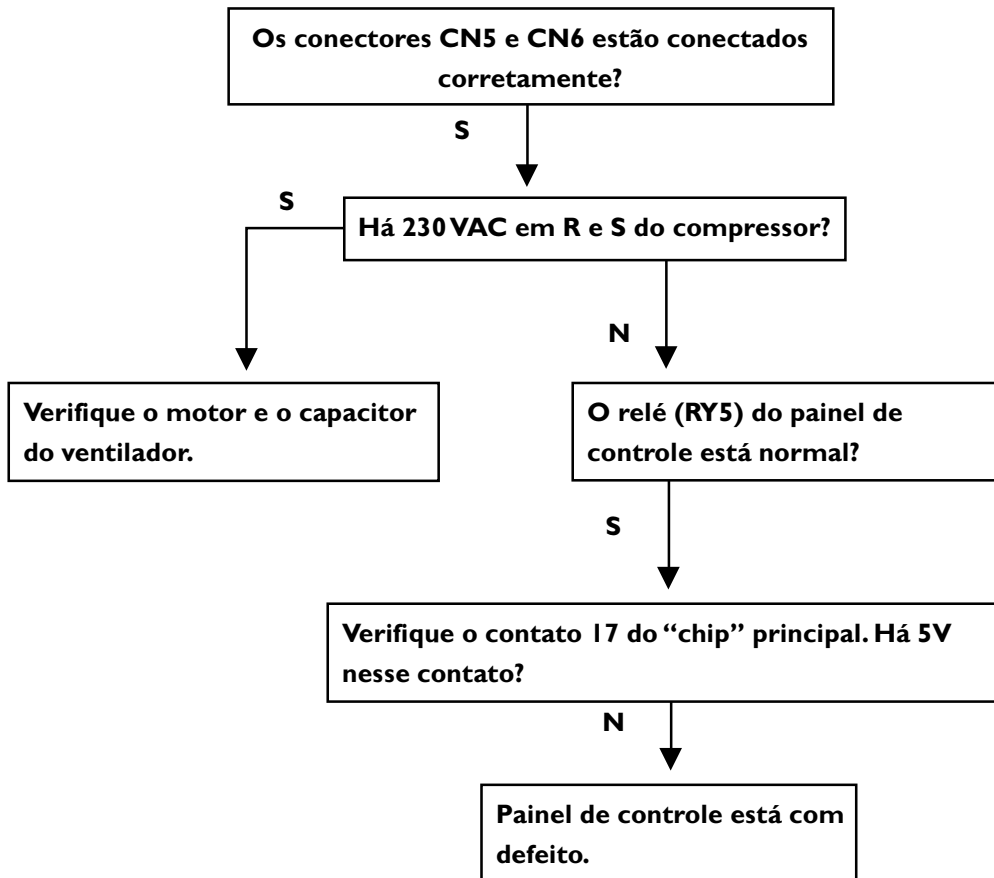 Os conectores CN5 e CN6 estão conectados
corretamente?
S
S
Há 230 VAC em R e S do compressor?
N
Verifique o motor e o capacitor
do ventilador.
O relé (RY5) do painel de
controle está normal?
S
Verifique o contato 17 do “chip” principal. Há 5V
nesse contato?
N
Painel de controle está com
defeito.